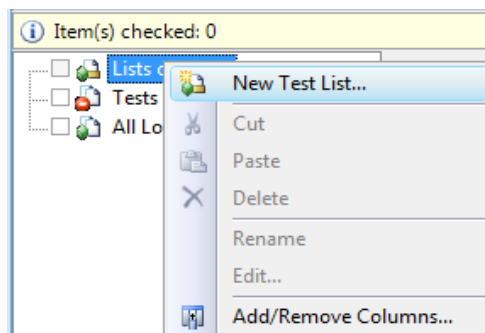 Item(s) checked: 0
Lists
Tests
All Lo
New Test List...
Cut
Paste
Delete
Rename
Edit...
Add/Remove Columns...